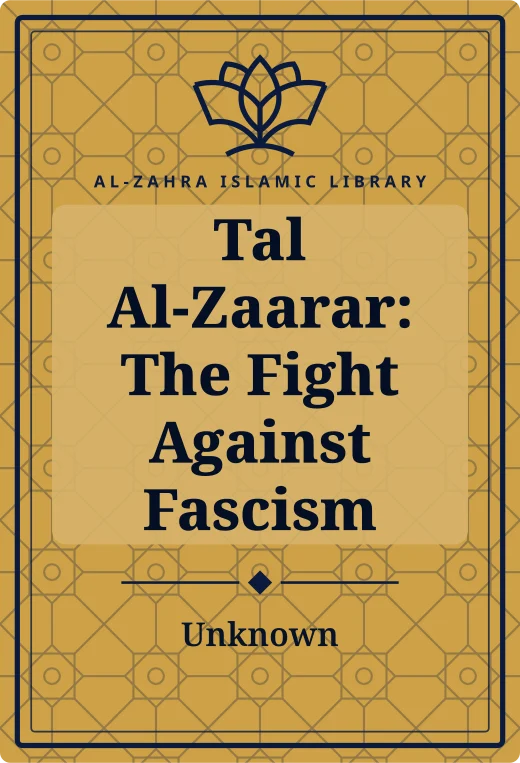 AL-ZAHRA ISLAMIC LIBRARY
Tal
Al-Zaarar:
The Fight
Against
Fascism
Unknown